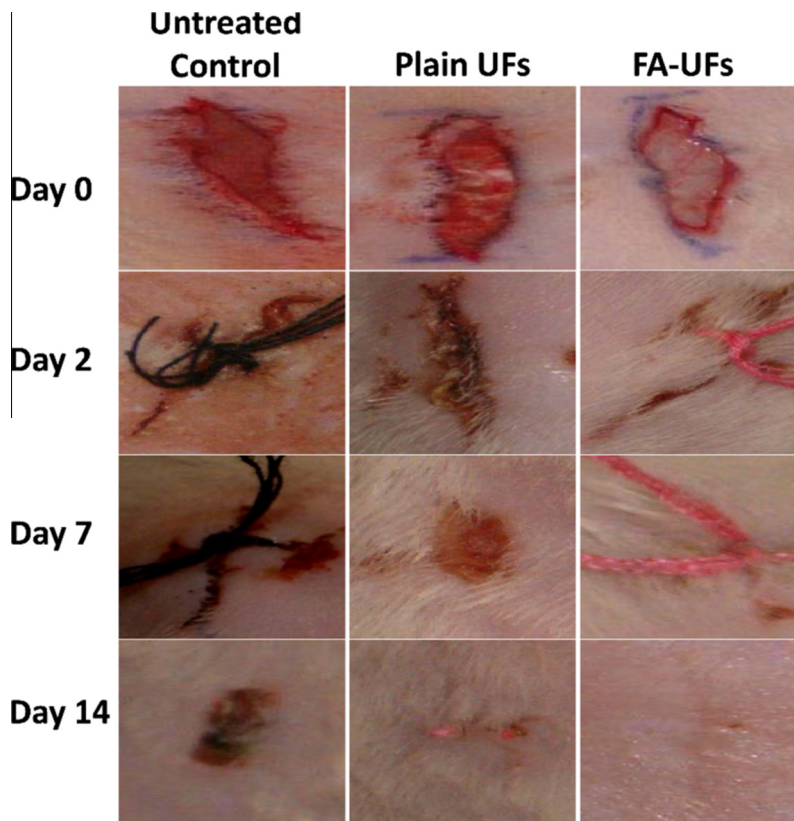 Untreated
Control
Plain UFs
FA-UFs
Day 0
Day 2
Day 7
Day 14